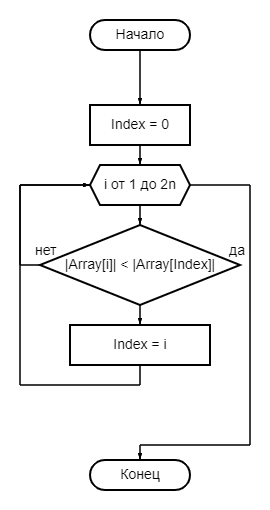 Начало
Index = 0
i от 1 до 2n
нет
да
|Array[i]| < |Array[Index]|
Index = i
Конец